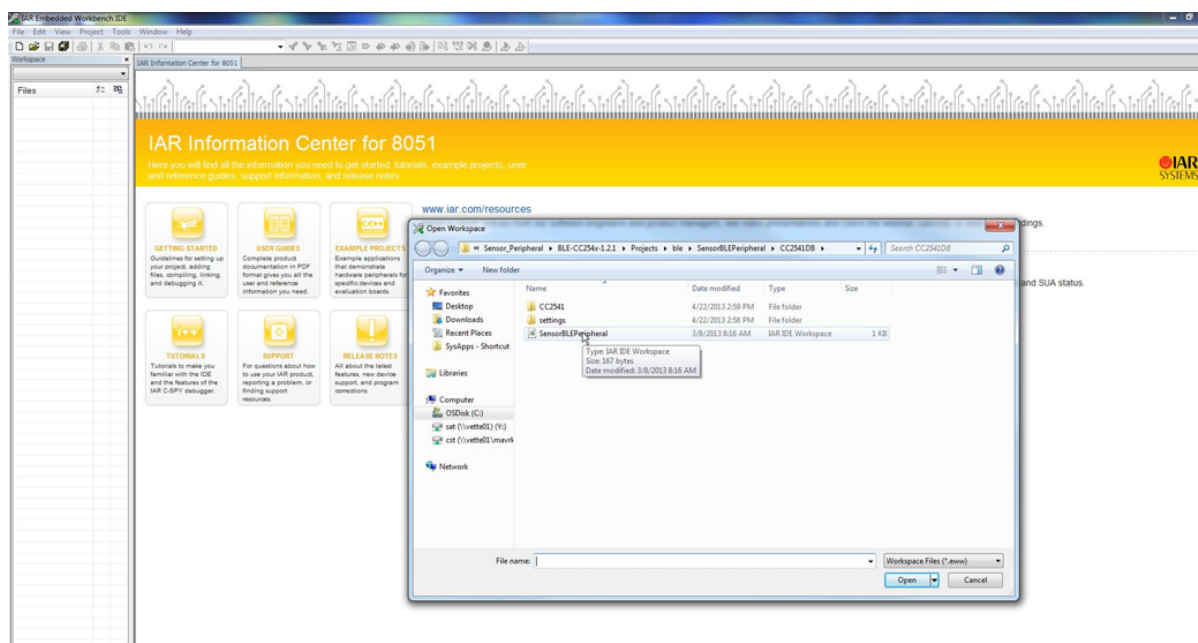 IAR Embedded Workbench IDE
File Edit View Project Tools Window Help
Workspace
IAR Information Center for 8051
Files
IAR Information Center for 8051
Here you will find all the information you need to get started: tutorials, example projects, user
and reference guides, support information, and release notes.
IAR
SYSTEMS
www.iar.com/resources
GETTING STARTED
Guidelines for setting up
your project, adding
files, compiling, linking,
and debugging it.
USER GUIDES
Complete product
documentation in PDF
format gives you all the
user and reference
information you need.
EXAMPLE PROJECTS
Example applications
that demonstrate
hardware peripherals for
specific devices and
evaluation boards.
TUTORIALS
Tutorials to make you
familiar with the IDE
and the features of the
IAR C-SPY debugger.
SUPPORT
For questions about how
to use your IAR product,
reporting a problem, or
finding support
resources.
RELEASE NOTES
All about the latest
features, new device
support, and program
corrections.
dings.
and SUA status.
Open Workspace
« Sensor_Peripheral BLE-CC254x-1.2.1 Projects ble SensorBLEPeripheral CC2541DB
Search CC2541DB
Organize New folder
Favorites
Desktop
Downloads
Recent Places
SysApps - Shortcut
Libraries
Computer
OSDisk (C:)
sat (\\vette01) (Y:)
cst (\\vette01\mavrk
Network
Name Date modified Type Size
CC2541 4/22/2013 2:59 PM File folder
settings 4/22/2013 2:58 PM File folder
SensorBLEPeripheral 3/8/2013 8:16 AM IAR IDE Workspace 1 KB
Type: IAR IDE Workspace
Size: 167 bytes
Date modified: 3/8/2013 8:16 AM
File name:
Workspace Files (*.eww)
Open Cancel